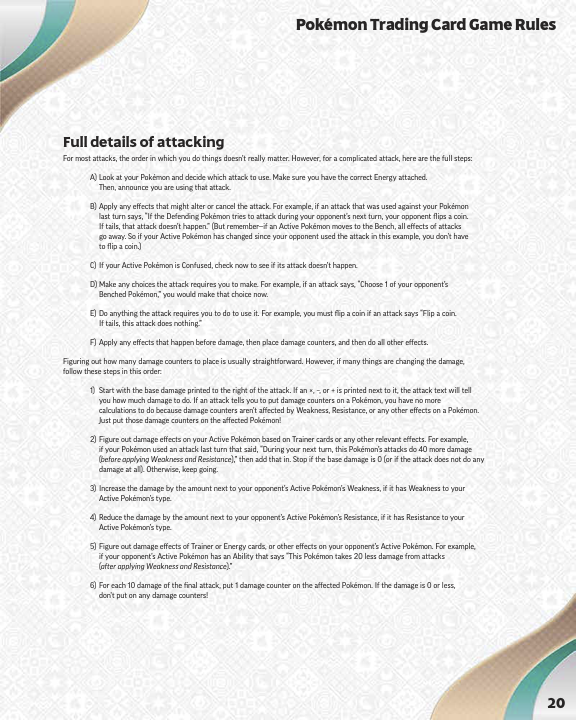 Pokémon Trading Card Game Rules
Full details of attacking
For most attacks, the order in which you do things doesn't really matter. However, for a complicated attack, here are the full steps:
A) Look at your Pokémon and decide which attack to use. Make sure you have the correct Energy attached.
Then, announce you are using that attack.
B) Apply any effects that might alter or cancel the attack. For example, if an attack that was used against your Pokémon
last turn says, "If the Defending Pokémon tries to attack during your opponent's next turn, your opponent flips a coin.
If tails, that attack doesn't happen." (But remember—if an Active Pokémon moves to the Bench, all effects of attacks
go away. So if your Active Pokémon has changed since your opponent used the attack in this example, you don't have
to flip a coin.)
C) If your Active Pokémon is Confused, check now to see if its attack doesn't happen.
D) Make any choices the attack requires you to make. For example, if an attack says, "Choose 1 of your opponent's
Benched Pokémon," you would make that choice now.
E) Do anything the attack requires you to do to use it. For example, you must flip a coin if an attack says "Flip a coin.
If tails, this attack does nothing."
F) Apply any effects that happen before damage, then place damage counters, and then do all other effects.
Figuring out how many damage counters to place is usually straightforward. However, if many things are changing the damage,
follow these steps in this order:
1) Start with the base damage printed to the right of the attack. If an ×, -, or + is printed next to it, the attack text will tell
you how much damage to do. If an attack tells you to put damage counters on a Pokémon, you have no more
calculations to do because damage counters aren't affected by Weakness, Resistance, or any other effects on a Pokémon.
Just put those damage counters on the affected Pokémon!
2) Figure out damage effects on your Active Pokémon based on Trainer cards or any other relevant effects. For example,
if your Pokémon used an attack last turn that said, "During your next turn, this Pokémon's attacks do 40 more damage
(before applying Weakness and Resistance)," then add that in. Stop if the base damage is 0 (or if the attack does not do any
damage at all). Otherwise, keep going.
3) Increase the damage by the amount next to your opponent's Active Pokémon's Weakness, if it has Weakness to your
Active Pokémon's type.
4) Reduce the damage by the amount next to your opponent's Active Pokémon's Resistance, if it has Resistance to your
Active Pokémon's type.
5) Figure out damage effects of Trainer or Energy cards, or other effects on your opponent's Active Pokémon. For example,
if your opponent's Active Pokémon has an Ability that says "This Pokémon takes 20 less damage from attacks
(after applying Weakness and Resistance)."
6) For each 10 damage of the final attack, put 1 damage counter on the affected Pokémon. If the damage is 0 or less,
don't put on any damage counters!
20